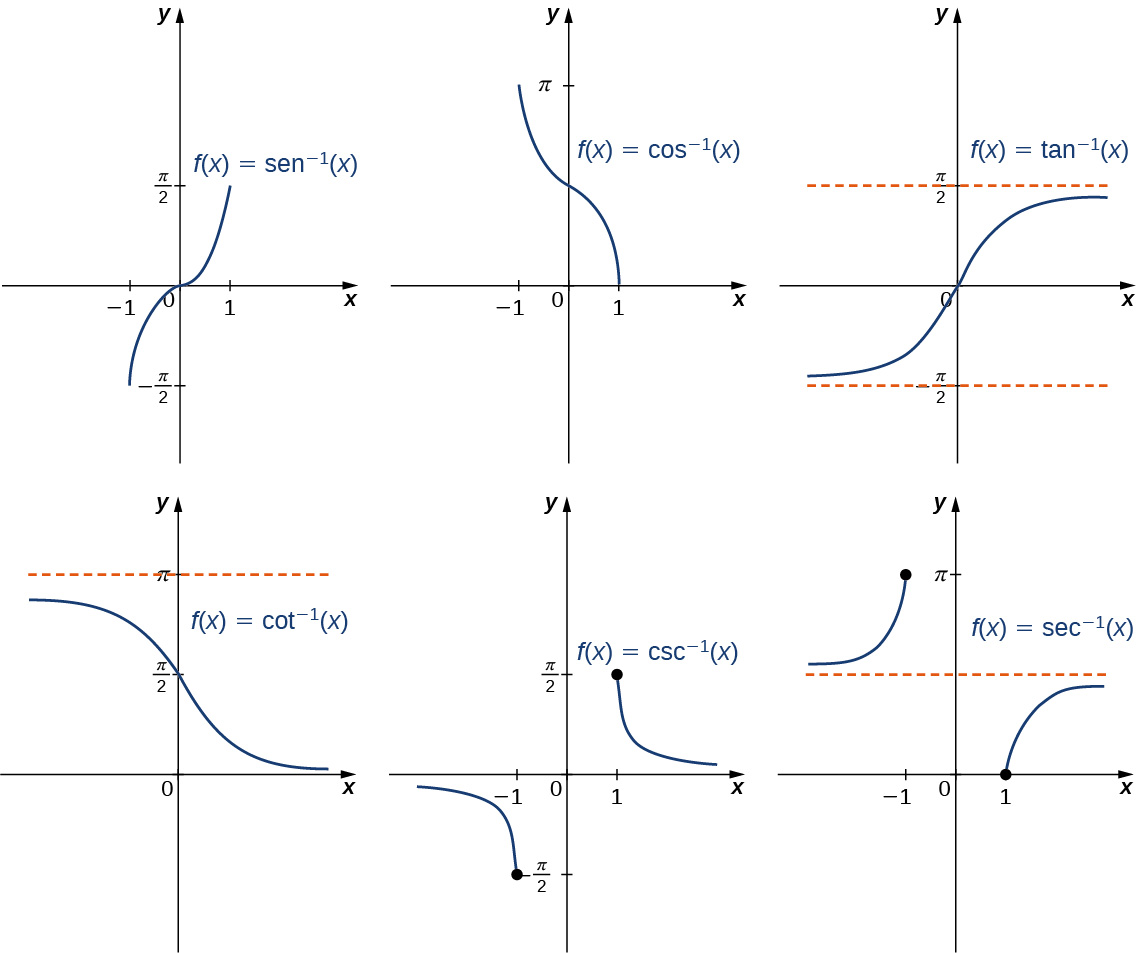 y
f(x) = sen⁻¹(x)
π/2
−1 0 1 x
−π/2
y
π
f(x) = cos⁻¹(x)
−1 0 1 x
y
f(x) = tan⁻¹(x)
π/2
0 x
−π/2
y
π
f(x) = cot⁻¹(x)
π/2
0 x
y
f(x) = csc⁻¹(x)
π/2
−1 0 1 x
−π/2
y
π
f(x) = sec⁻¹(x)
−1 0 1 x